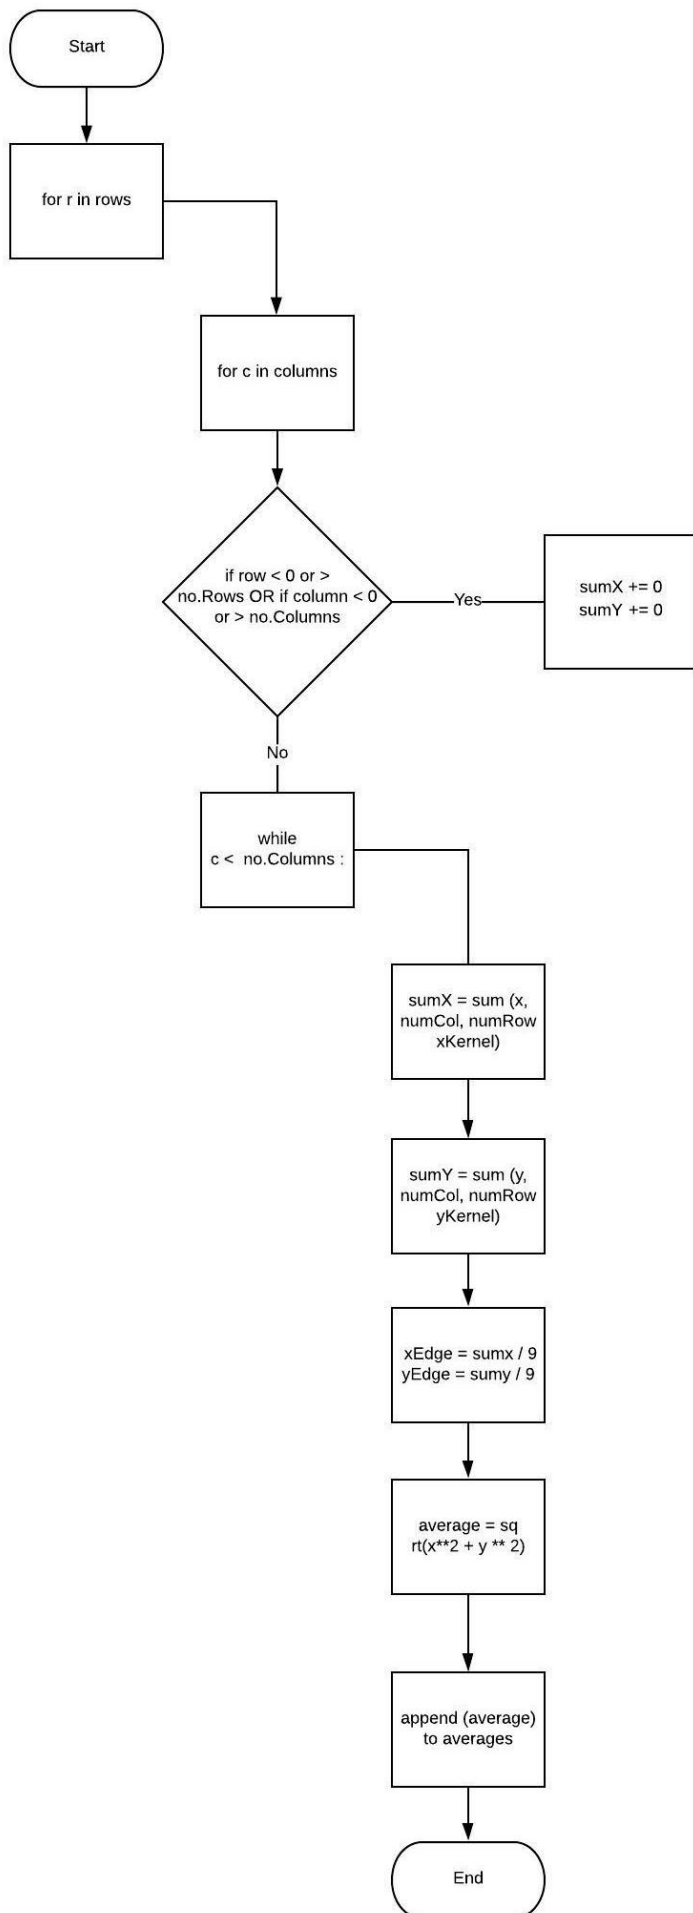 Start
for r in rows
for c in columns
if row < 0 or >
no.Rows OR if column < 0
or > no.Columns
Yes
sumX += 0
sumY += 0
No
while
c <  no.Columns :
sumX = sum (x,
numCol, numRow
xKernel)
sumY = sum (y,
numCol, numRow
yKernel)
xEdge = sumx / 9
yEdge = sumy / 9
average = sq
rt(x**2 + y ** 2)
append (average)
to averages
End